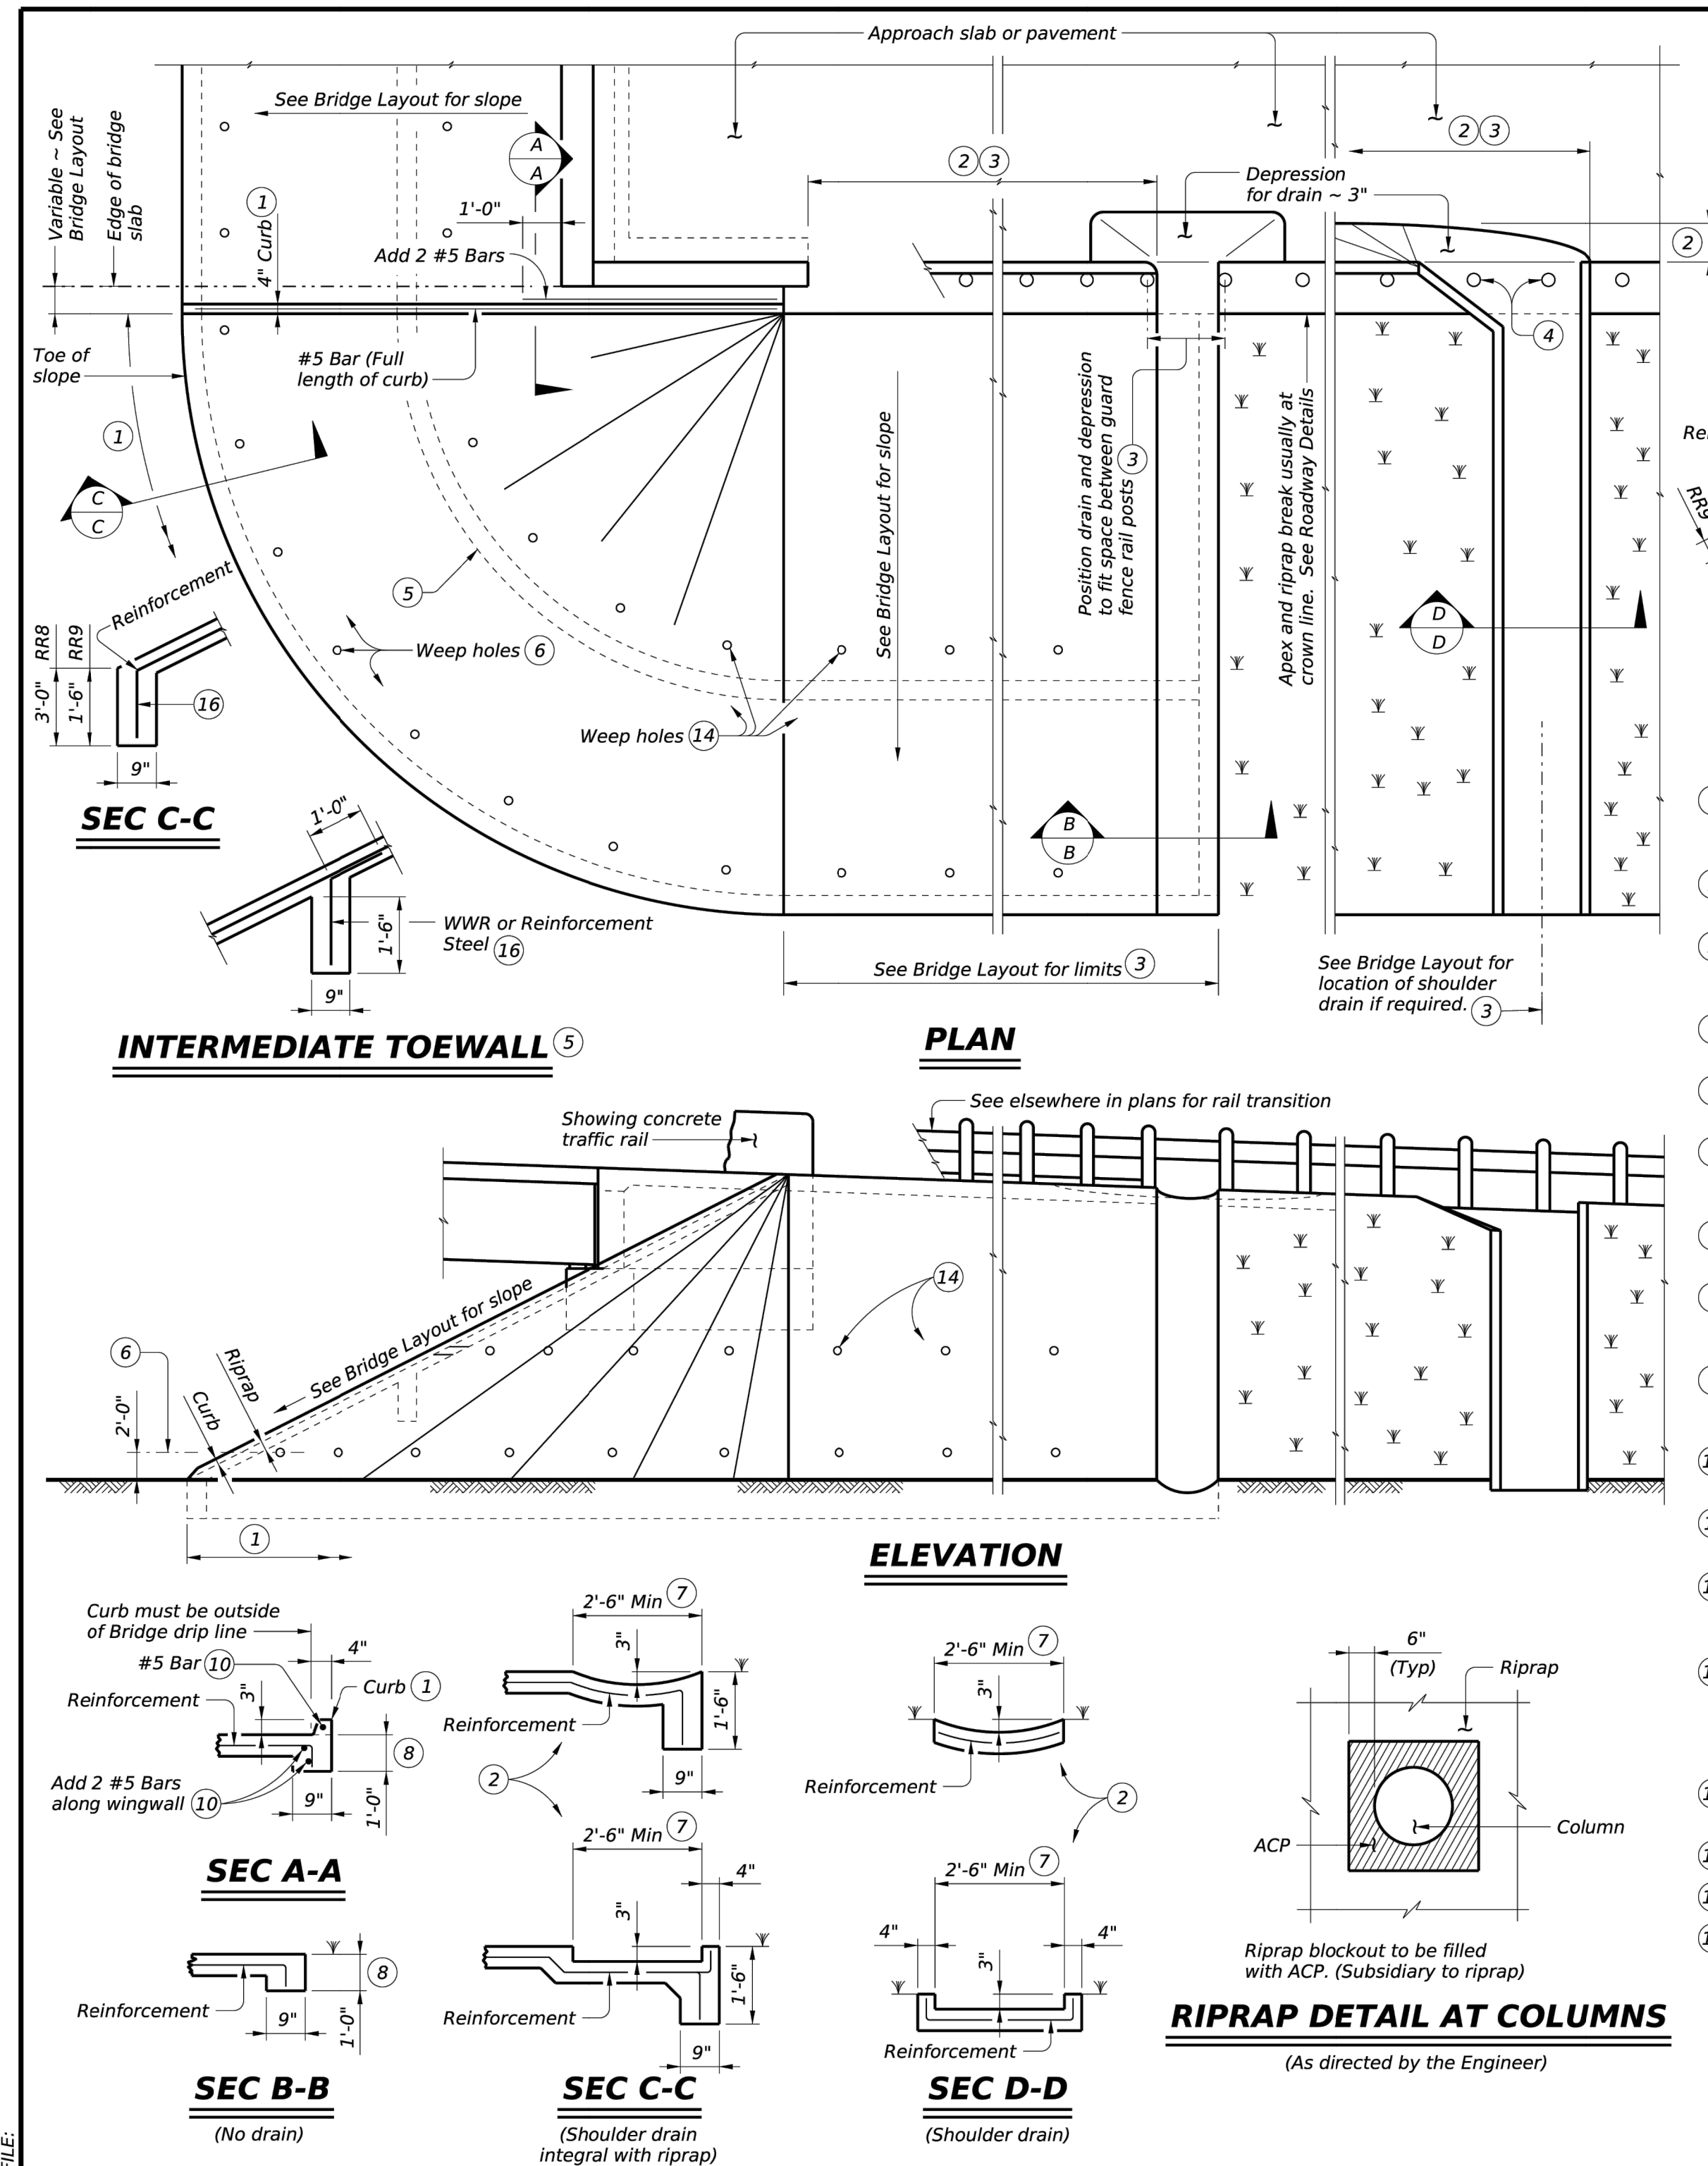 Approach slab or pavement
See Bridge Layout for slope
Variable ~ See
Bridge Layout
Edge of bridge
slab
A
A
2 3
2 3
Depression
for drain ~ 3"
1
4" Curb
1'-0"
Add 2 #5 Bars
2
Toe of
slope
#5 Bar (Full
length of curb)
4
1
C
C
See Bridge Layout for slope
Position drain and depression
to fit space between guard
fence rail posts 3
3
Apex and riprap break usually at
crown line. See Roadway Details
RR9
Reinforcement
5
D
D
RR8
RR9
3'-0"
1'-6"
16
9"
Weep holes 6
Weep holes 14
SEC C-C
B
B
1'-0"
1'-6"
WWR or Reinforcement
Steel 16
9"
See Bridge Layout for limits 3
See Bridge Layout for
location of shoulder
drain if required. 3
INTERMEDIATE TOEWALL 5
PLAN
Showing concrete
traffic rail
See elsewhere in plans for rail transition
14
See Bridge Layout for slope
6
Riprap
Curb
2'-0"
1
ELEVATION
Curb must be outside
of Bridge drip line
4"
#5 Bar 10
Reinforcement
3"
Curb 1
8
Add 2 #5 Bars
along wingwall 10
9"
1'-0"
SEC A-A
2'-6" Min 7
3"
1'-6"
Reinforcement
9"
2
2'-6" Min 7
4"
3"
1'-6"
Reinforcement
9"
SEC C-C
(Shoulder drain
integral with riprap)
2'-6" Min 7
3"
Reinforcement
2
2'-6" Min 7
4"
4"
3"
Reinforcement
SEC D-D
(Shoulder drain)
8
Reinforcement
9"
1'-0"
SEC B-B
(No drain)
6"
(Typ)
Riprap
Column
ACP
Riprap blockout to be filled
with ACP. (Subsidiary to riprap)
RIPRAP DETAIL AT COLUMNS
(As directed by the Engineer)
FILE: